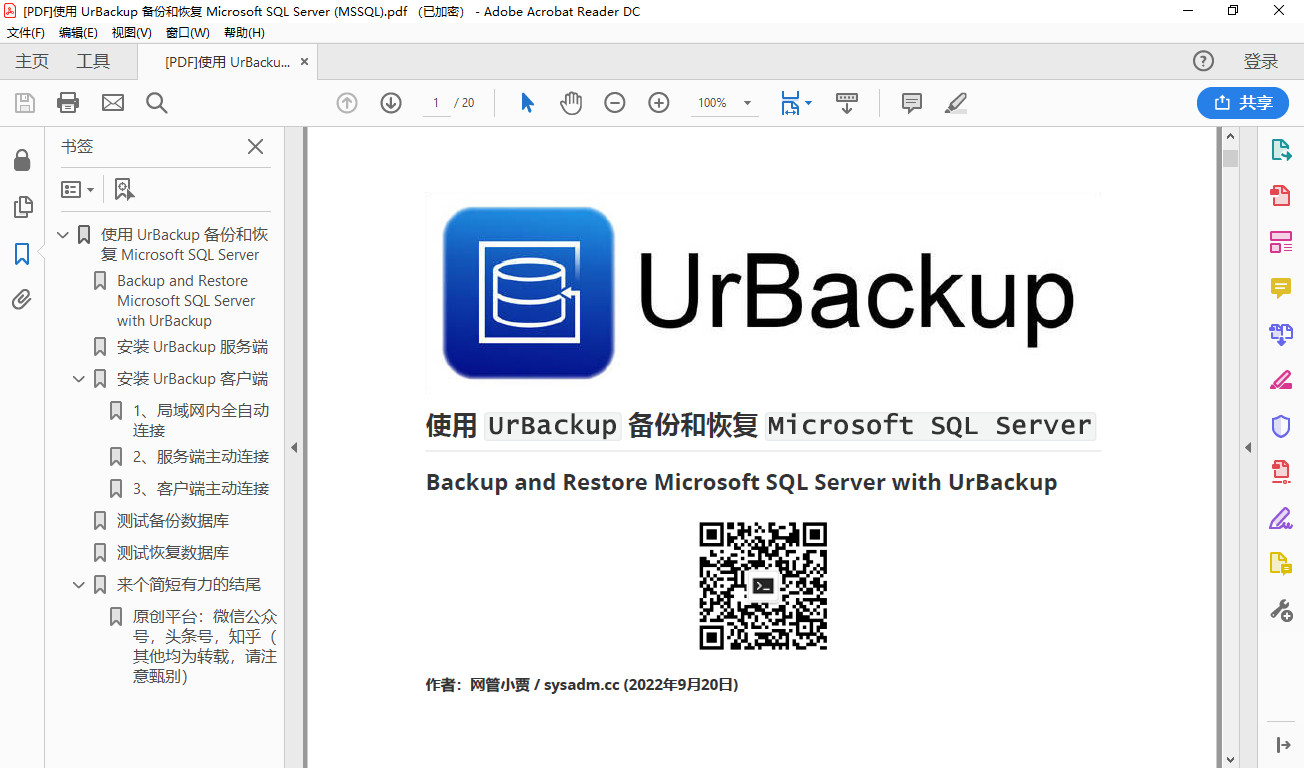 [PDF]使用 UrBackup 备份和恢复 Microsoft SQL Server (MSSQL).pdf （已加密） - Adobe Acrobat Reader DC
文件(F) 编辑(E) 视图(V) 窗口(W) 帮助(H)
主页 工具 [PDF]使用 UrBacku... × 登录
1 / 20 100% 共享
书签
使用 UrBackup 备份和恢
复 Microsoft SQL Server
Backup and Restore
Microsoft SQL Server
with UrBackup
安装 UrBackup 服务端
安装 UrBackup 客户端
1、局域网内全自动
连接
2、服务端主动连接
3、客户端主动连接
测试备份数据库
测试恢复数据库
来个简短有力的结尾
原创平台：微信公众
号，头条号，知乎（
其他均为转载，请注
意甄别）
UrBackup
使用 UrBackup 备份和恢复 Microsoft SQL Server
Backup and Restore Microsoft SQL Server with UrBackup
作者：网管小贾 / sysadm.cc (2022年9月20日)